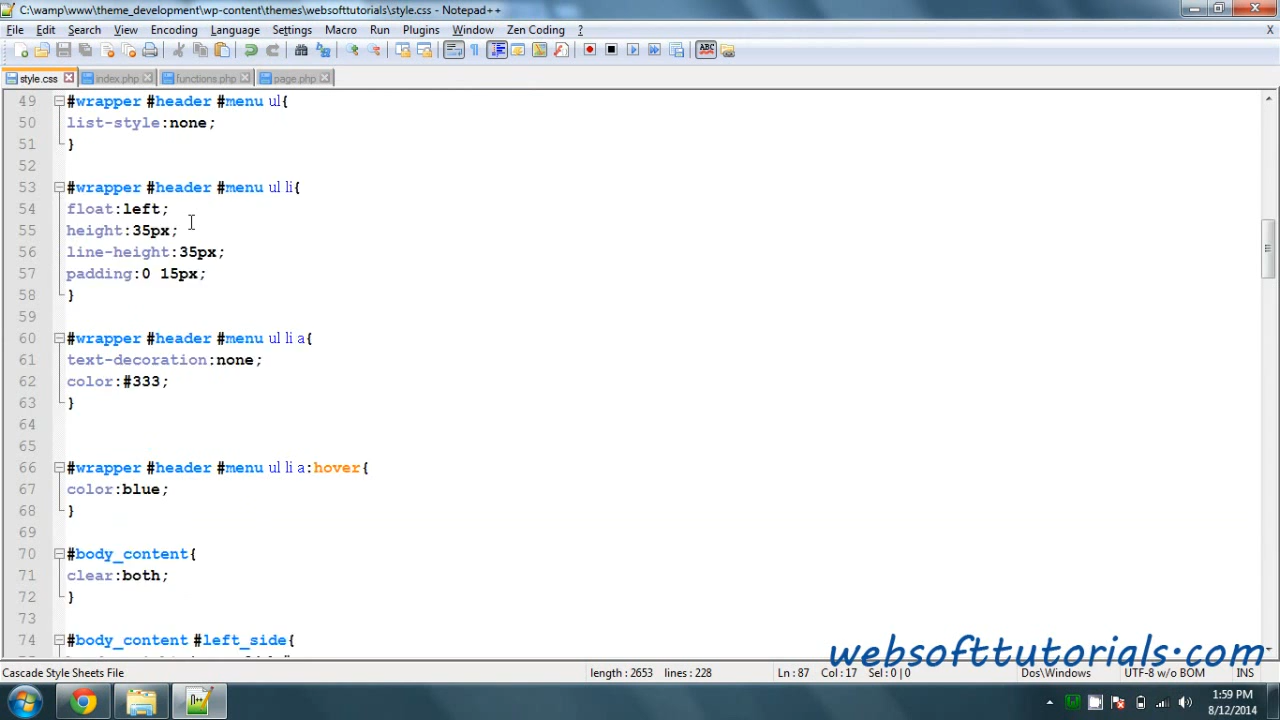 C:\wamp\www\theme_development\wp-content\themes\websofttutorials\style.css - Notepad++
File Edit Search View Encoding Language Settings Macro Run Plugins Window Zen Coding ? X
ABC
style.css index.php functions.php page.php
49 #wrapper #header #menu ul{
50 list-style:none;
51 }
52
53 #wrapper #header #menu ul li{
54 float:left;
55 height:35px;
56 line-height:35px;
57 padding:0 15px;
58 }
59
60 #wrapper #header #menu ul li a{
61 text-decoration:none;
62 color:#333;
63 }
64
65
66 #wrapper #header #menu ul li a:hover{
67 color:blue;
68 }
69
70 #body_content{
71 clear:both;
72 }
73
74 #body_content #left_side{
websofttutorials.com
Cascade Style Sheets File length : 2653 lines : 228 Ln : 87 Col : 17 Sel : 0 | 0 Dos\Windows UTF-8 w/o BOM INS
1:59 PM
8/12/2014